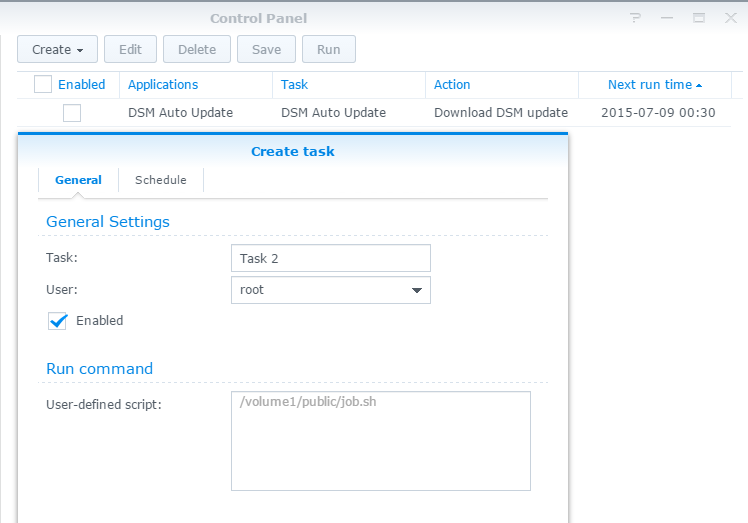 Control Panel
Create Edit Delete Save Run
Enabled Applications Task Action Next run time
DSM Auto Update DSM Auto Update Download DSM update 2015-07-09 00:30
Create task
General Schedule
General Settings
Task: Task 2
User: root
Enabled
Run command
User-defined script: /volume1/public/job.sh